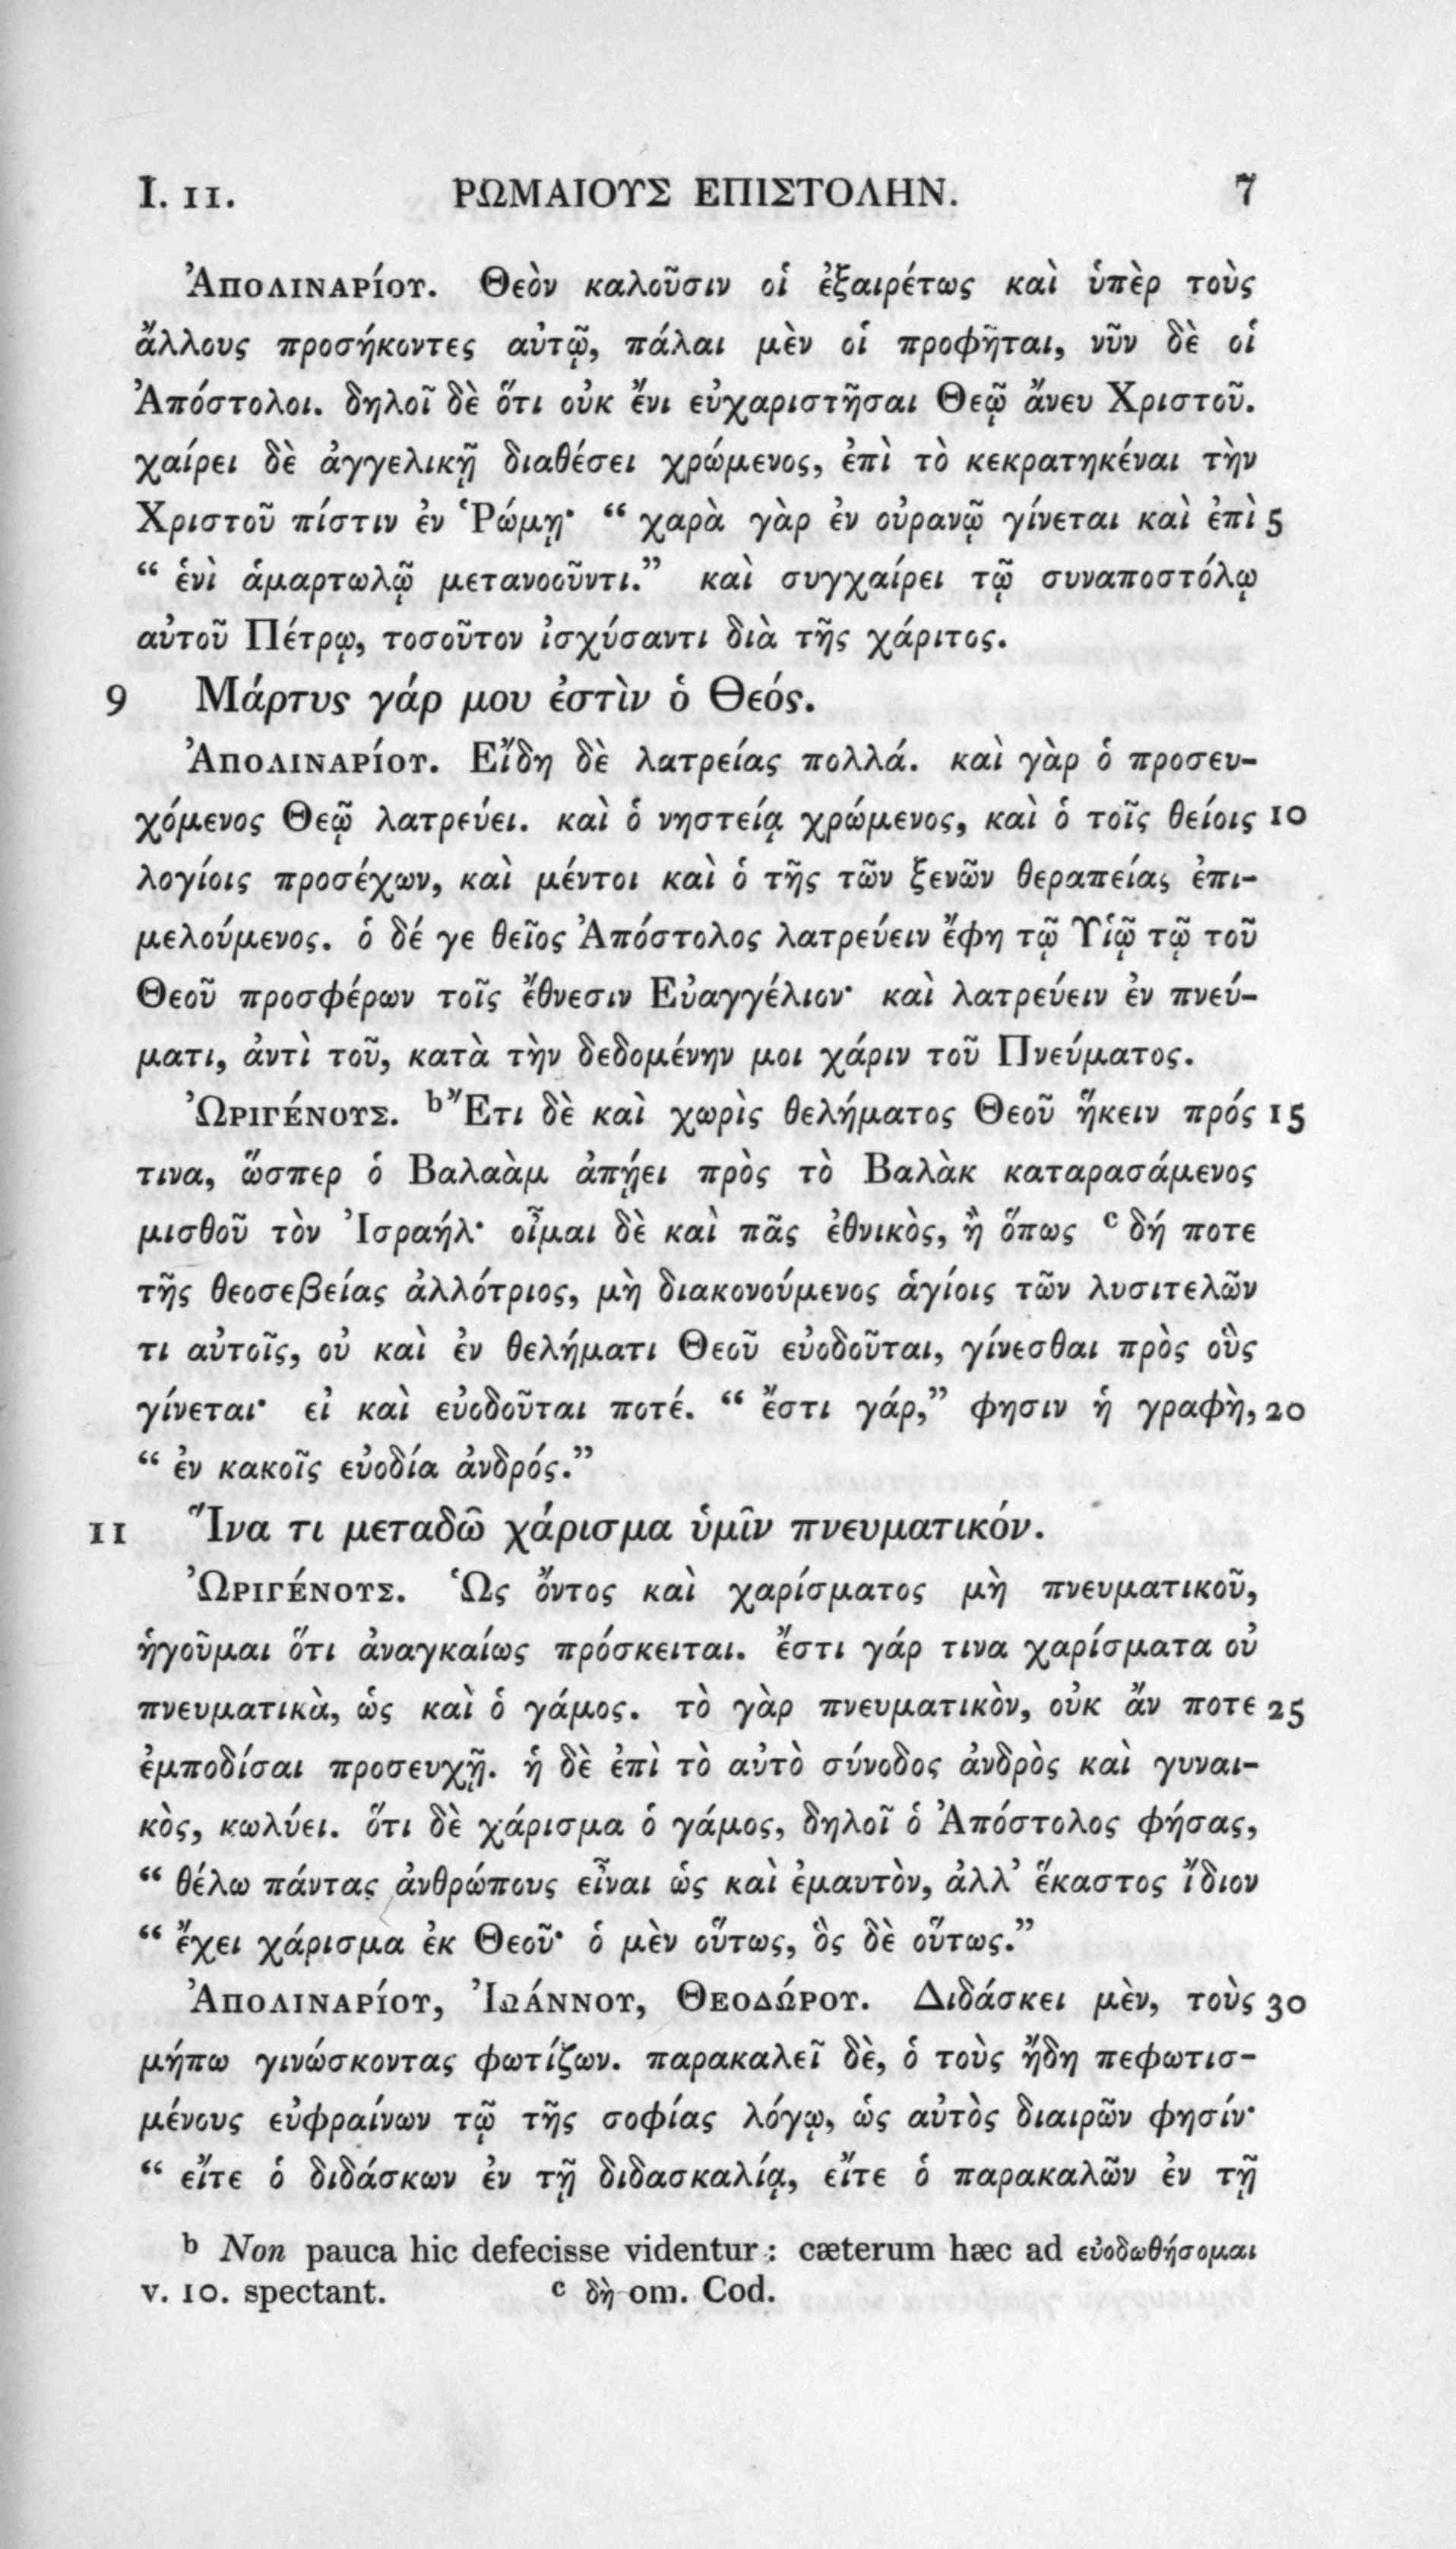 I. 11. ΡΩΜΑΙΟΥΣ ΕΠΙΣΤΟΛΗΝ. 7
Ἀπολιναρίου. Θεὸν καλοῦσιν οἱ ἐξαιρέτως καὶ ὑπὲρ τοὺς
ἄλλους προσήκοντες αὐτῷ, πάλαι μὲν οἱ προφῆται, νῦν δὲ οἱ
Ἀπόστολοι. δηλοῖ δὲ ὅτι οὐκ ἔνι εὐχαριστῆσαι Θεῷ ἄνευ Χριστοῦ.
χαίρει δὲ ἀγγελικῇ διαθέσει χρώμενος, ἐπὶ τὸ κεκρατηκέναι τὴν
Χριστοῦ πίστιν ἐν Ῥώμῃ· “ χαρὰ γὰρ ἐν οὐρανῷ γίνεται καὶ ἐπὶ 5
“ ἑνὶ ἁμαρτωλῷ μετανοοῦντι.” καὶ συγχαίρει τῷ συναποστόλῳ
αὐτοῦ Πέτρῳ, τοσοῦτον ἰσχύσαντι διὰ τῆς χάριτος.
9 Μάρτυς γάρ μου ἐστὶν ὁ Θεός.
Ἀπολιναρίου. Εἴδη δὲ λατρείας πολλά. καὶ γὰρ ὁ προσευ-
χόμενος Θεῷ λατρεύει. καὶ ὁ νηστείᾳ χρώμενος, καὶ ὁ τοῖς θείοις 10
λογίοις προσέχων, καὶ μέντοι καὶ ὁ τῆς τῶν ξενῶν θεραπείας ἐπι-
μελούμενος. ὁ δέ γε θεῖος Ἀπόστολος λατρεύειν ἔφη τῷ Υἱῷ τῷ τοῦ
Θεοῦ προσφέρων τοῖς ἔθνεσιν Εὐαγγέλιον· καὶ λατρεύειν ἐν πνεύ-
ματι, ἀντὶ τοῦ, κατὰ τὴν δεδομένην μοι χάριν τοῦ Πνεύματος.
Ὠριγένους. ᵇ Ἔτι δὲ καὶ χωρὶς θελήματος Θεοῦ ἥκειν πρός 15
τινα, ὥσπερ ὁ Βαλαὰμ ἀπῄει πρὸς τὸ Βαλὰκ καταρασάμενος
μισθοῦ τὸν Ἰσραήλ· οἶμαι δὲ καὶ πᾶς ἐθνικὸς, ἢ ὅπως ᶜ δή ποτε
τῆς θεοσεβείας ἀλλότριος, μὴ διακονούμενος ἁγίοις τῶν λυσιτελῶν
τι αὐτοῖς, οὐ καὶ ἐν θελήματι Θεοῦ εὐοδοῦται, γίνεσθαι πρὸς οὓς
γίνεται· εἰ καὶ εὐοδοῦται ποτέ. “ ἔστι γάρ,” φησιν ἡ γραφὴ, 20
“ ἐν κακοῖς εὐοδία ἀνδρός.”
11 Ἵνα τι μεταδῶ χάρισμα ὑμῖν πνευματικόν.
Ὠριγένους. Ὡς ὄντος καὶ χαρίσματος μὴ πνευματικοῦ,
ἡγοῦμαι ὅτι ἀναγκαίως πρόσκειται. ἔστι γάρ τινα χαρίσματα οὐ
πνευματικὰ, ὡς καὶ ὁ γάμος. τὸ γὰρ πνευματικὸν, οὐκ ἄν ποτε 25
ἐμποδίσαι προσευχῇ. ἡ δὲ ἐπὶ τὸ αὐτὸ σύνοδος ἀνδρὸς καὶ γυναι-
κὸς, κωλύει. ὅτι δὲ χάρισμα ὁ γάμος, δηλοῖ ὁ Ἀπόστολος φήσας,
“ θέλω πάντας ἀνθρώπους εἶναι ὡς καὶ ἐμαυτὸν, ἀλλ’ ἕκαστος ἴδιον
“ ἔχει χάρισμα ἐκ Θεοῦ· ὁ μὲν οὕτως, ὃς δὲ οὕτως.”
Ἀπολιναρίου, Ἰωάννου, Θεοδώρου. Διδάσκει μὲν, τοὺς 30
μήπω γινώσκοντας φωτίζων. παρακαλεῖ δὲ, ὁ τοὺς ἤδη πεφωτισ-
μένους εὐφραίνων τῷ τῆς σοφίας λόγῳ, ὡς αὐτὸς διαιρῶν φησίν·
“ εἴτε ὁ διδάσκων ἐν τῇ διδασκαλίᾳ, εἴτε ὁ παρακαλῶν ἐν τῇ
ᵇ Non pauca hic defecisse videntur : cæterum hæc ad εὐοδωθήσομαι
v. 10. spectant. ᶜ δὴ om. Cod.